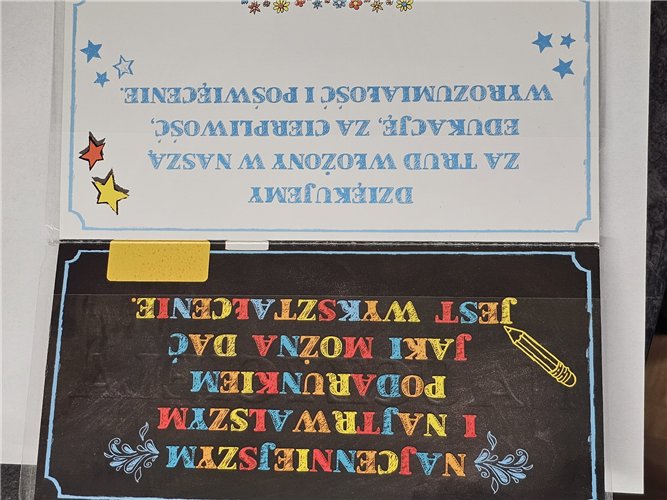 NAJCENNIEJSZYM
I NAJTRWALSZYM
PODARUNKIEM
JAKI MOŻNA DAĆ
JEST WYKSZTAŁCENIE.
DZIĘKUJEMY
ZA TRUD WŁOŻONY W NASZĄ
EDUKACJĘ, ZA CIERPLIWOŚĆ,
WYROZUMIAŁOŚĆ I POŚWIĘCENIE.